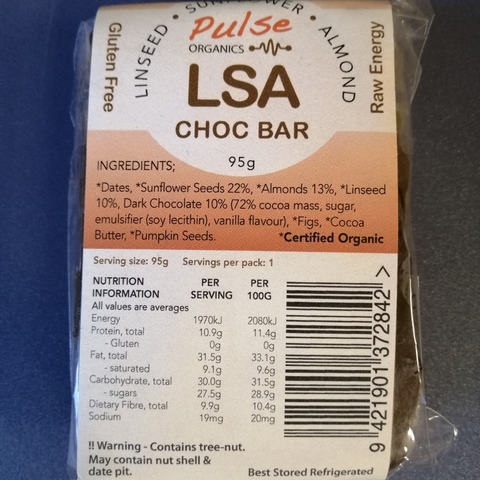 LINSEED • SUNFLOWER • ALMOND
Pulse
ORGANICS
Gluten Free
Raw Energy
LSA
CHOC BAR
95g
INGREDIENTS;
*Dates, *Sunflower Seeds 22%, *Almonds 13%, *Linseed
10%, Dark Chocolate 10% (72% cocoa mass, sugar,
emulsifier (soy lecithin), vanilla flavour), *Figs, *Cocoa
Butter, *Pumpkin Seeds.
*Certified Organic
Serving size: 95g Servings per pack: 1
NUTRITION INFORMATION PER SERVING PER 100G
All values are averages
Energy 1970kJ 2080kJ
Protein, total 10.9g 11.4g
- Gluten 0g 0g
Fat, total 31.5g 33.1g
- saturated 9.1g 9.6g
Carbohydrate, total 30.0g 31.5g
- sugars 27.5g 28.9g
Dietary Fibre, total 9.9g 10.4g
Sodium 19mg 20mg
9 421901 372842 >
!! Warning - Contains tree-nut.
May contain nut shell &
date pit.
Best Stored Refrigerated